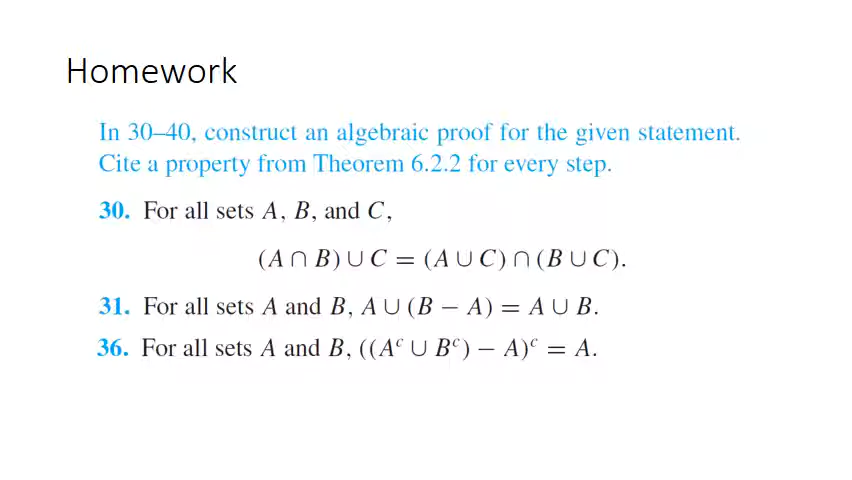 Homework
In 30–40, construct an algebraic proof for the given statement.
Cite a property from Theorem 6.2.2 for every step.
30. For all sets A, B, and C,
(A ∩ B) ∪ C = (A ∪ C) ∩ (B ∪ C).
31. For all sets A and B, A ∪ (B − A) = A ∪ B.
36. For all sets A and B, ((Aᶜ ∪ Bᶜ) − A)ᶜ = A.